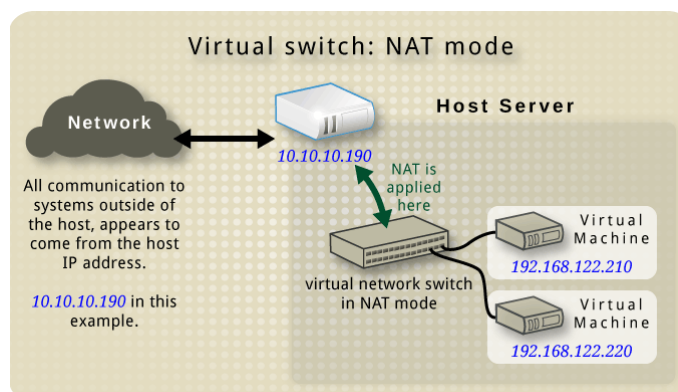 Virtual switch: NAT mode
Network
Host Server
10.10.10.190
NAT is
applied
here
All communication to
systems outside of
the host, appears to
come from the host
IP address.
10.10.10.190 in this
example.
virtual network switch
in NAT mode
Virtual
Machine
192.168.122.210
Virtual
Machine
192.168.122.220